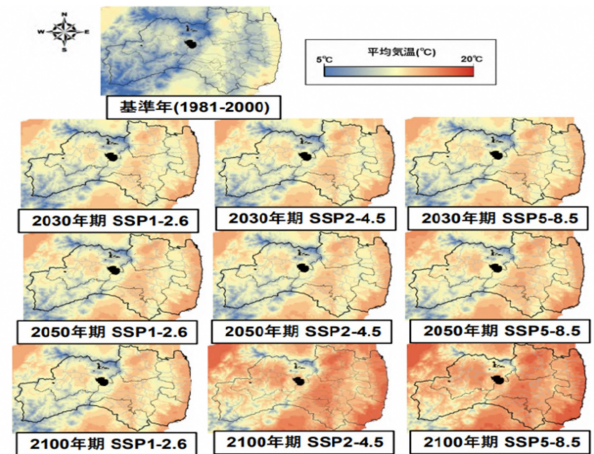 N
W E
S
平均気温(℃)
5℃ 20℃
基準年(1981-2000)
2030年期 SSP1-2.6
2030年期 SSP2-4.5
2030年期 SSP5-8.5
2050年期 SSP1-2.6
2050年期 SSP2-4.5
2050年期 SSP5-8.5
2100年期 SSP1-2.6
2100年期 SSP2-4.5
2100年期 SSP5-8.5